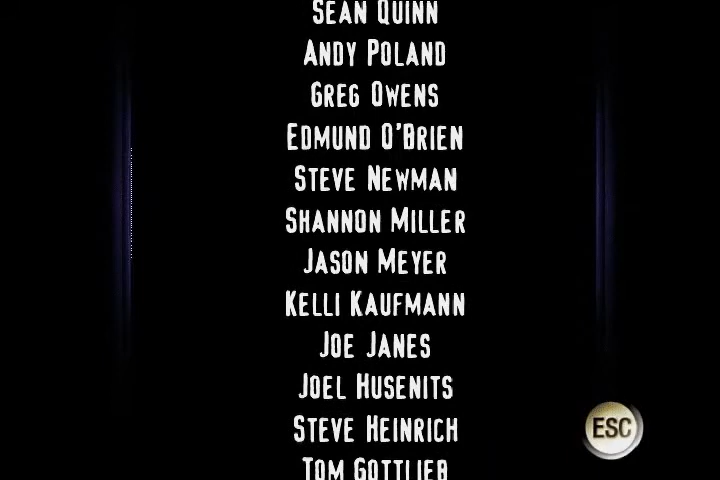 SEAN QUINN
ANDY POLAND
GREG OWENS
EDMUND O'BRIEN
STEVE NEWMAN
SHANNON MILLER
JASON MEYER
KELLI KAUFMANN
JOE JANES
JOEL HUSENITS
STEVE HEINRICH
ESC
TOM GOTTLIEB